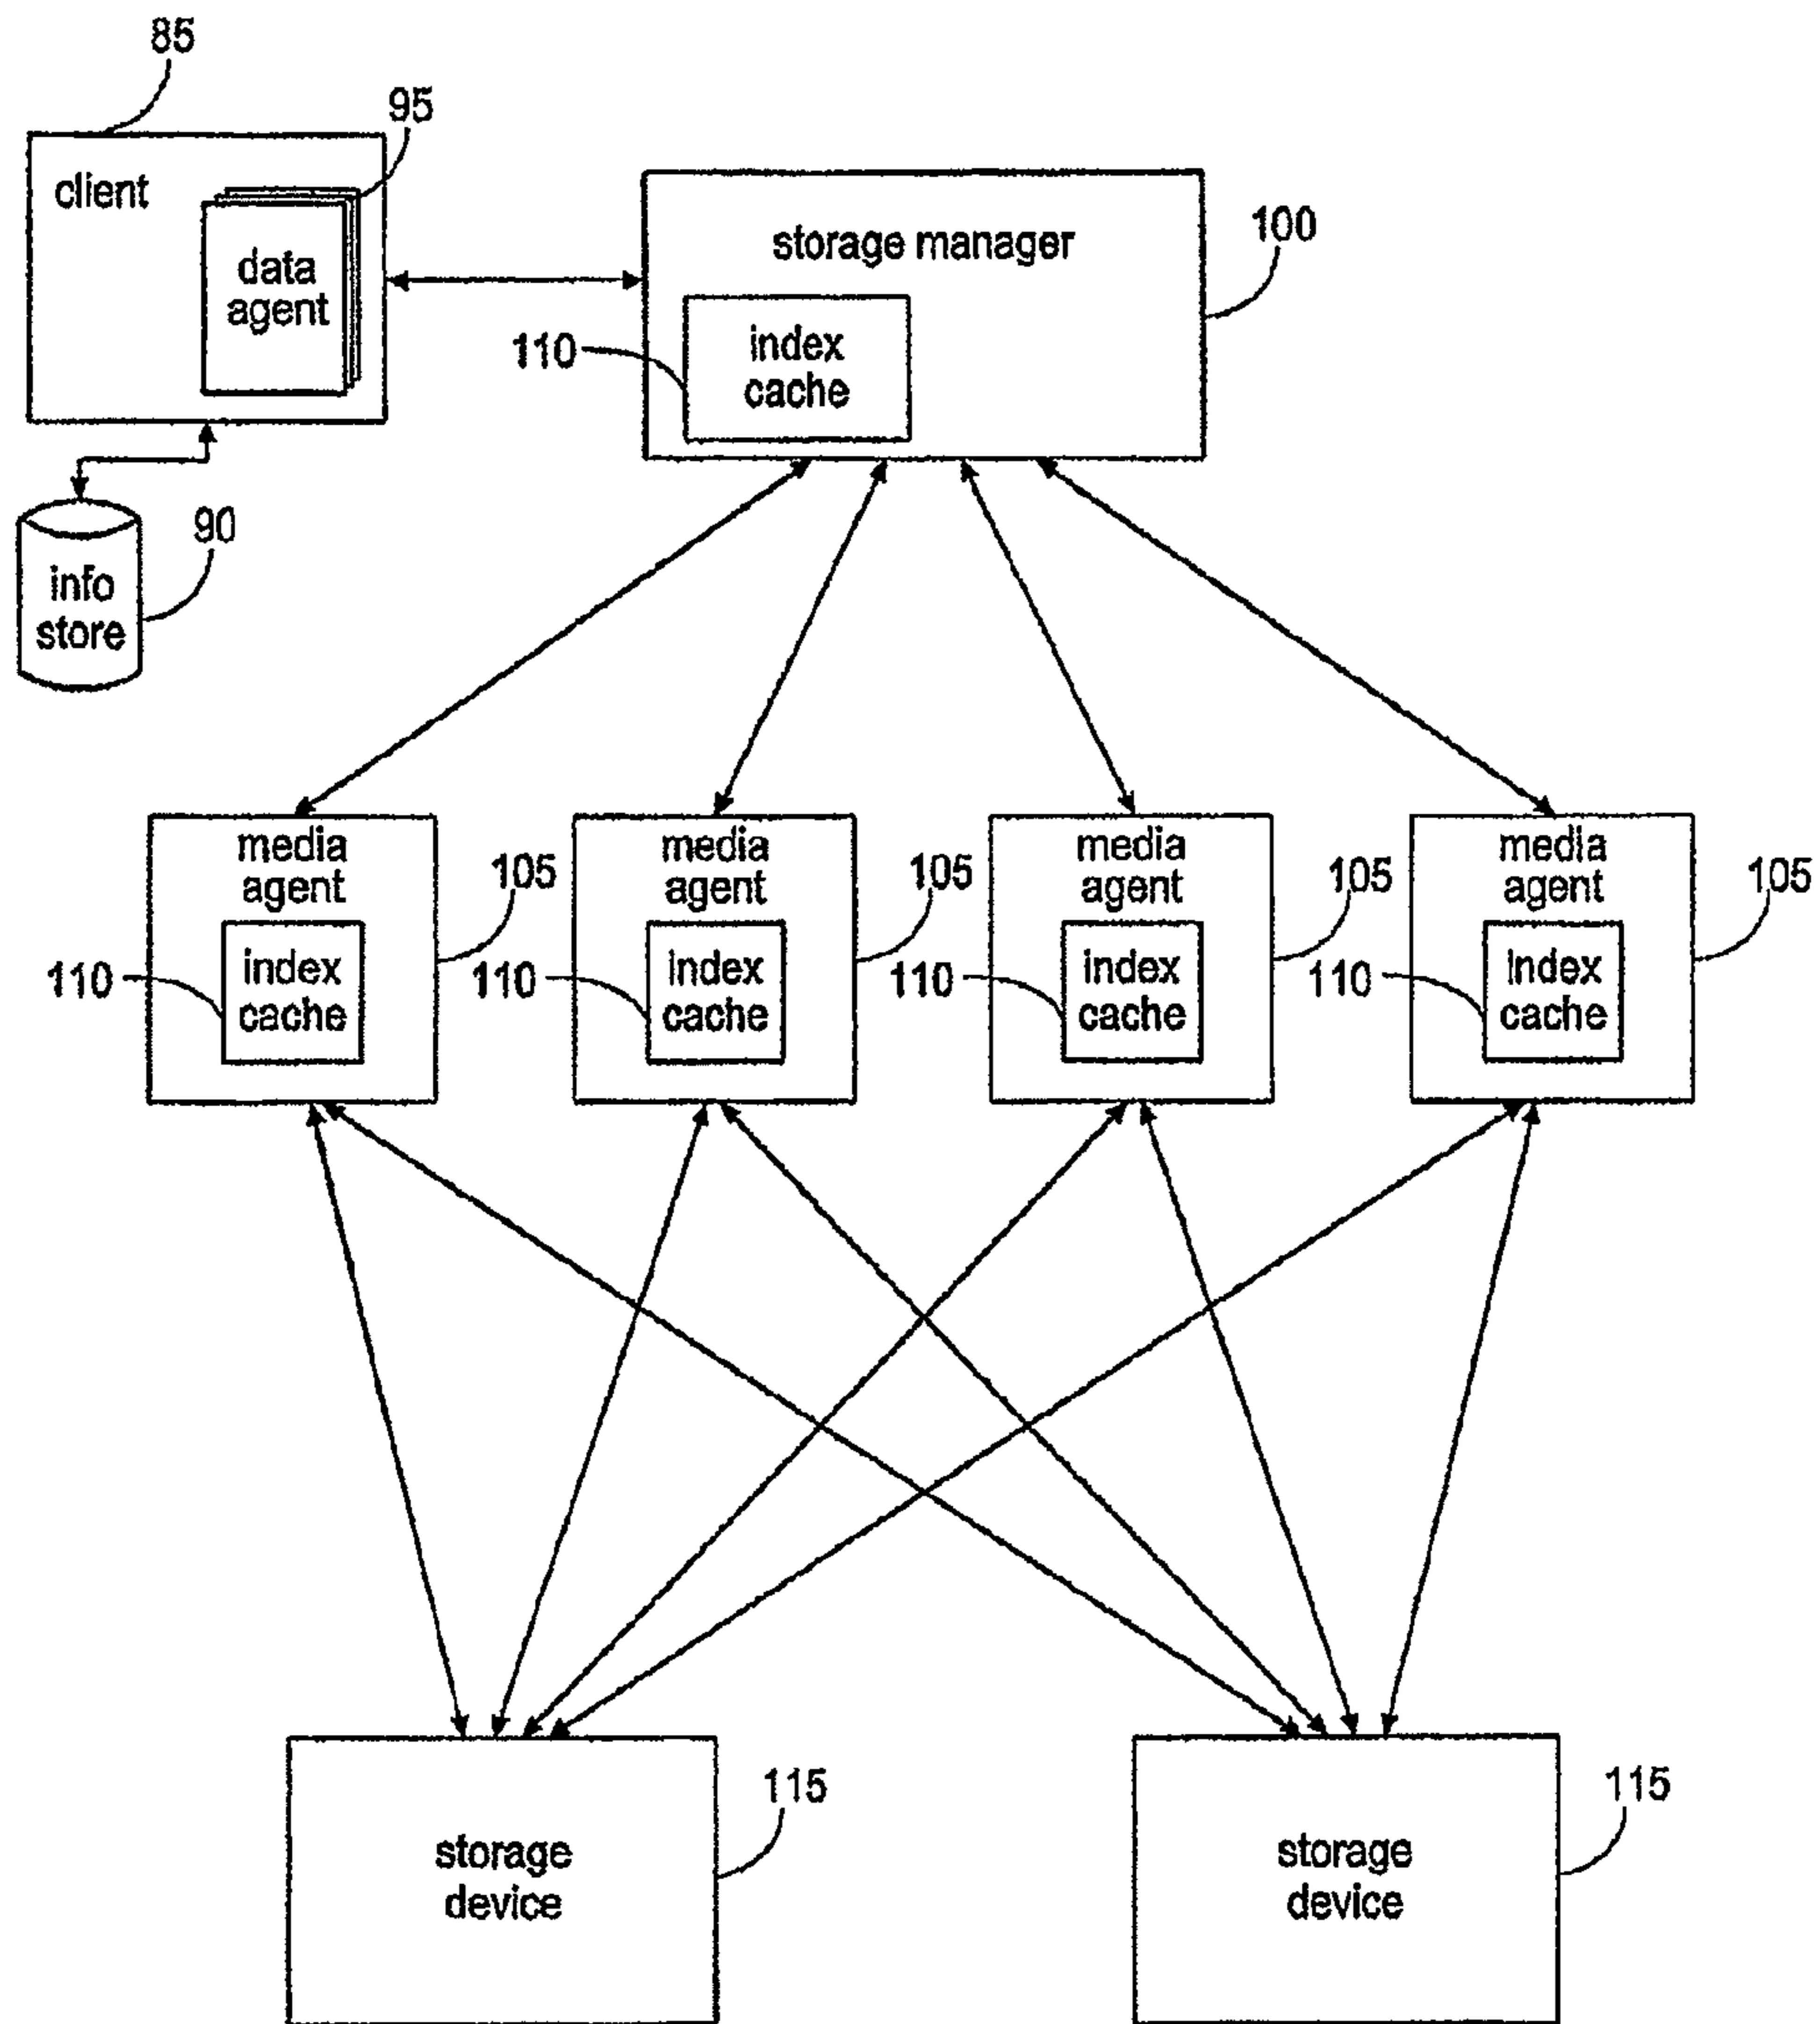 85
95
client
data
agent
storage manager
100
110
index
cache
90
info
store
media
agent
105
110
index
cache
media
agent
105
110
index
cache
media
agent
105
110
index
cache
media
agent
105
110
index
cache
storage
device
115
storage
device
115